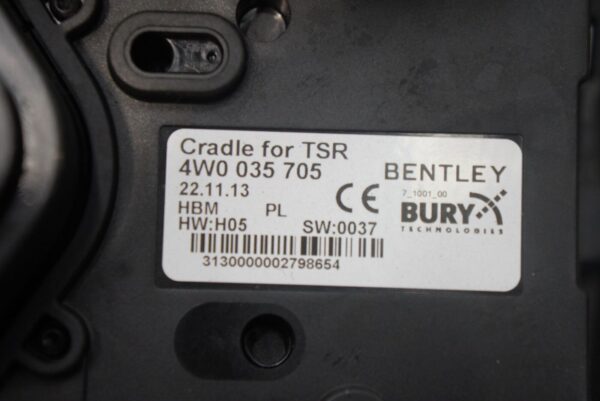 Cradle for TSR
4W0 035 705
BENTLEY
22.11.13
CE
7_1001_00
HBM PL
BURY
TECHNOLOGIES
HW:H05 SW:0037
3130000002798654